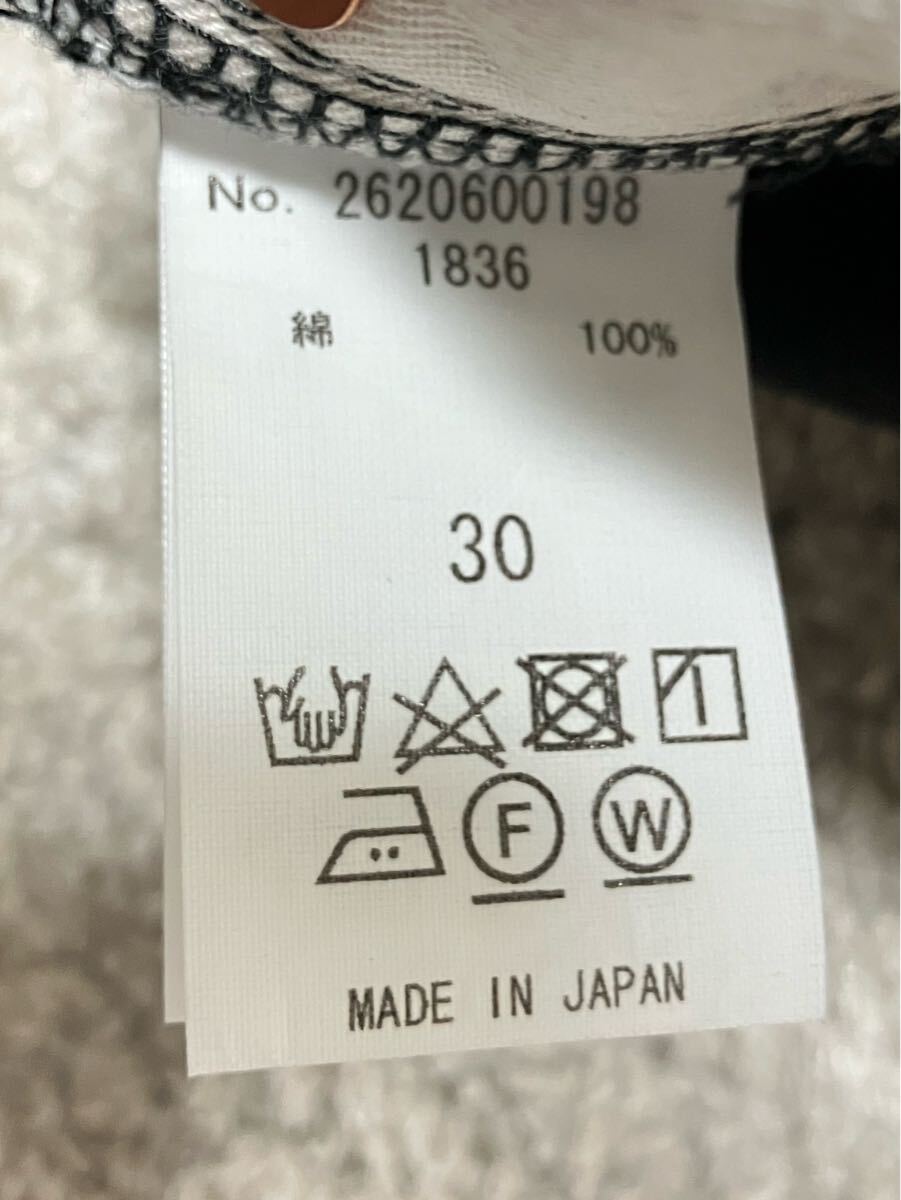 No. 2620600198
1836
綿 100%
30
F W
MADE IN JAPAN